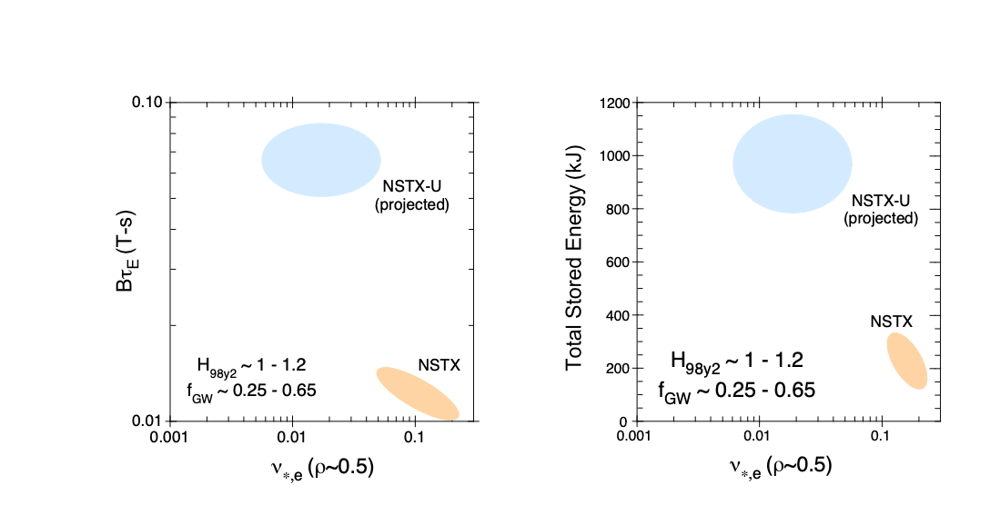 0.10
BτE (T-s)
NSTX-U
(projected)
NSTX
H98y2 ~ 1 - 1.2
fGW ~ 0.25 - 0.65
0.01
0.001
0.01
0.1
ν*,e (ρ~0.5)
1200
1000
800
600
400
200
0
Total Stored Energy (kJ)
NSTX-U
(projected)
NSTX
H98y2 ~ 1 - 1.2
fGW ~ 0.25 - 0.65
0.001
0.01
0.1
ν*,e (ρ~0.5)